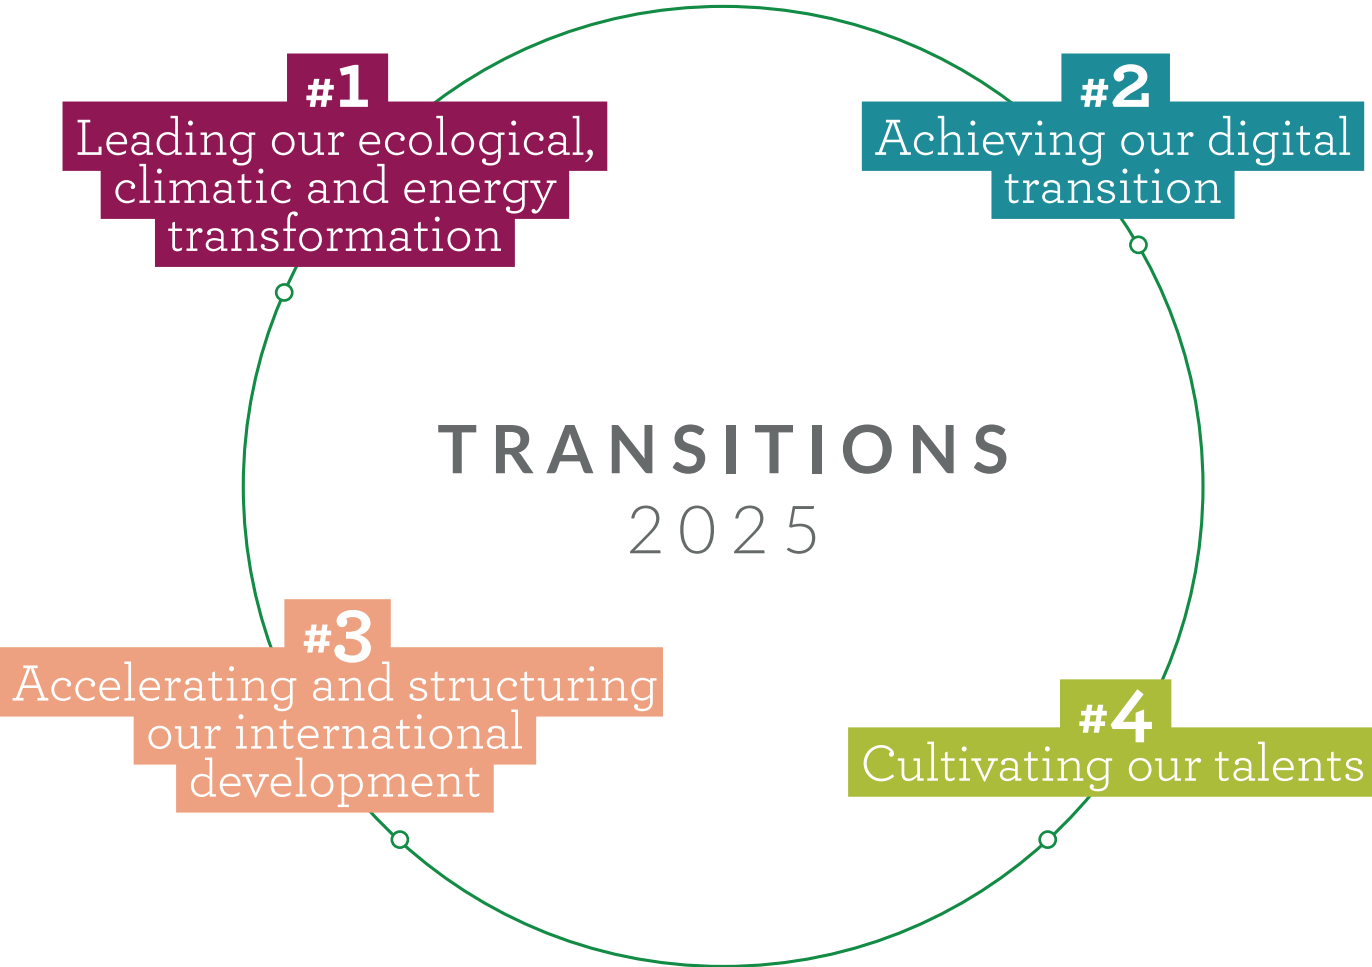 #1
Leading our ecological,
climatic and energy
transformation
#2
Achieving our digital
transition
TRANSITIONS
2025
#3
Accelerating and structuring
our international
development
#4
Cultivating our talents